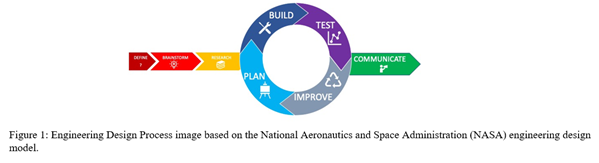 BUILD
TEST
DEFINE
?
BRAINSTORM
RESEARCH
PLAN
IMPROVE
COMMUNICATE
Figure 1: Engineering Design Process image based on the National Aeronautics and Space Administration (NASA) engineering design
model.